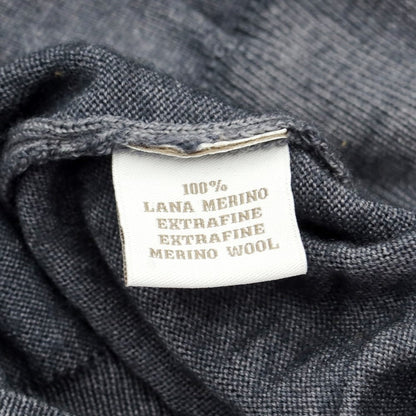 100%
LANA MERINO
EXTRAFINE
EXTRAFINE
MERINO WOOL